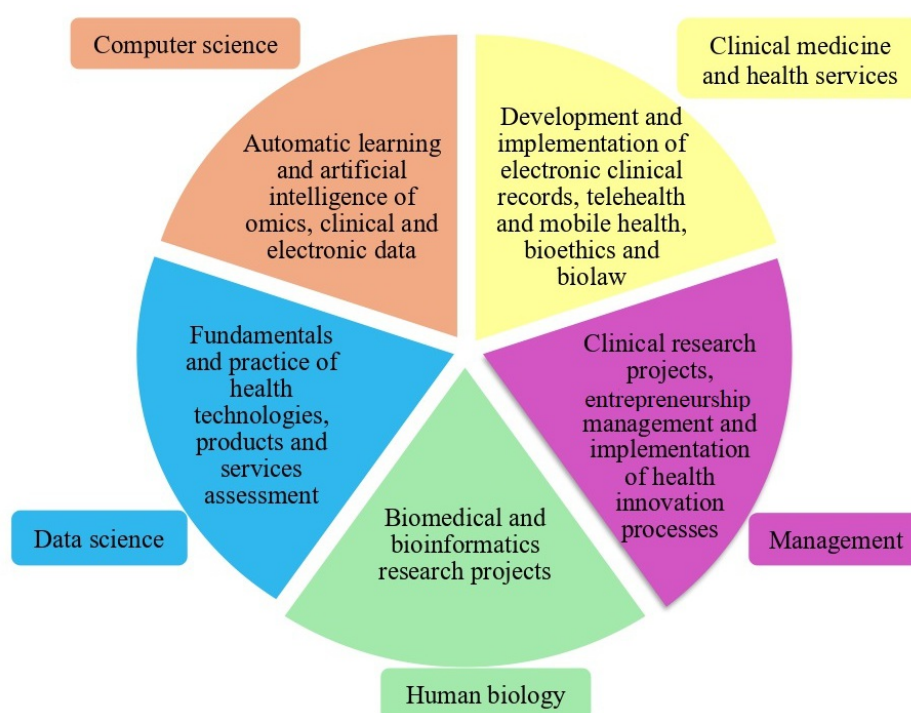 Computer science
Clinical medicine
and health services
Automatic learning
and artificial
intelligence of
omics, clinical and
electronic data
Development and
implementation of
electronic clinical
records, telehealth
and mobile health,
bioethics and
biolaw
Fundamentals
and practice of
health
technologies,
products and
services
assessment
Clinical research
projects,
entrepreneurship
management and
implementation
of health
innovation
processes
Biomedical and
bioinformatics
research projects
Data science
Management
Human biology